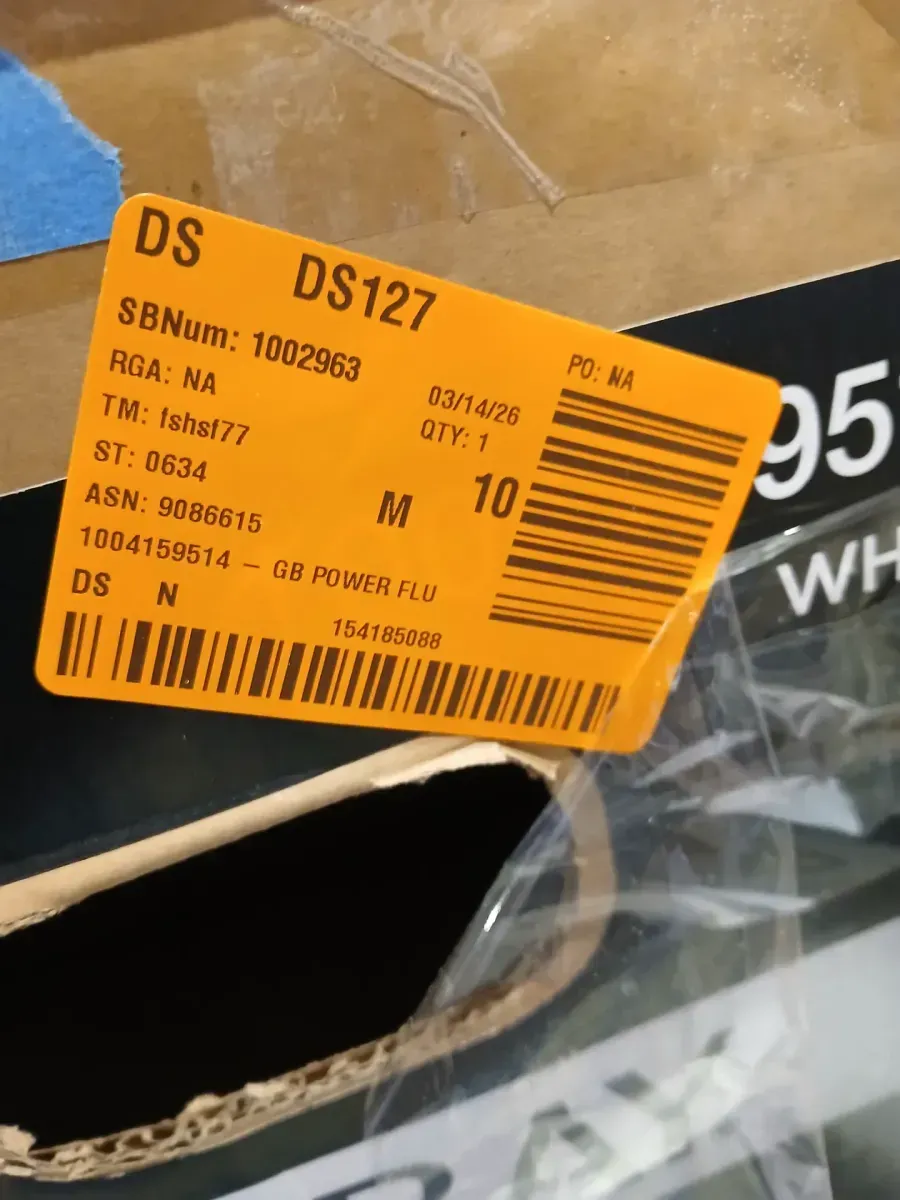 DS
DS127
SBNum: 1002963
PO: NA
RGA: NA
03/14/26
TM: fshsf77
QTY: 1
ST: 0634
M 10
ASN: 9086615
1004159514 — GB POWER FLU
DS N
154185088
95
WH